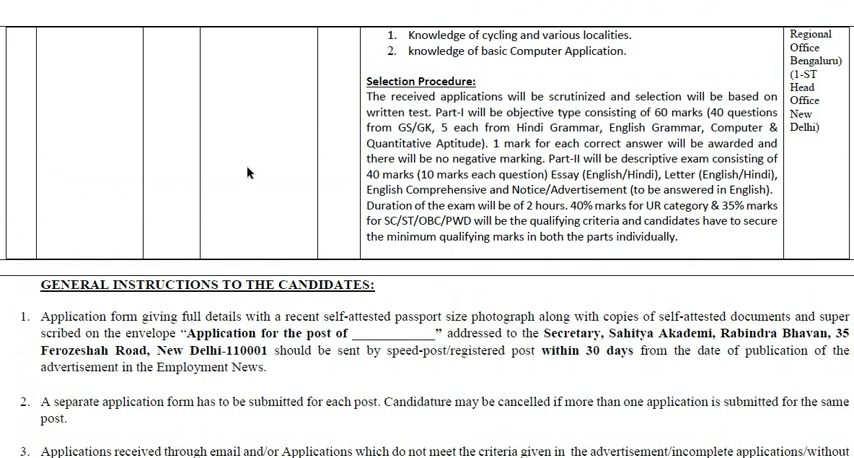 1. Knowledge of cycling and various localities.
2. knowledge of basic Computer Application.
Selection Procedure:
The received applications will be scrutinized and selection will be based on
written test. Part-I will be objective type consisting of 60 marks (40 questions
from GS/GK, 5 each from Hindi Grammar, English Grammar, Computer &
Quantitative Aptitude). 1 mark for each correct answer will be awarded and
there will be no negative marking. Part-II will be descriptive exam consisting of
40 marks (10 marks each question) Essay (English/Hindi), Letter (English/Hindi),
English Comprehensive and Notice/Advertisement (to be answered in English).
Duration of the exam will be of 2 hours. 40% marks for UR category & 35% marks
for SC/ST/OBC/PWD will be the qualifying criteria and candidates have to secure
the minimum qualifying marks in both the parts individually.
Regional
Office
Bengaluru)
(1-ST
Head
Office
New
Delhi)
GENERAL INSTRUCTIONS TO THE CANDIDATES:
1. Application form giving full details with a recent self-attested passport size photograph along with copies of self-attested documents and super
scribed on the envelope “Application for the post of ____________” addressed to the Secretary, Sahitya Akademi, Rabindra Bhavan, 35
Ferozeshah Road, New Delhi-110001 should be sent by speed-post/registered post within 30 days from the date of publication of the
advertisement in the Employment News.
2. A separate application form has to be submitted for each post. Candidature may be cancelled if more than one application is submitted for the same
post.
3. Applications received through email and/or Applications which do not meet the criteria given in the advertisement/incomplete applications/without